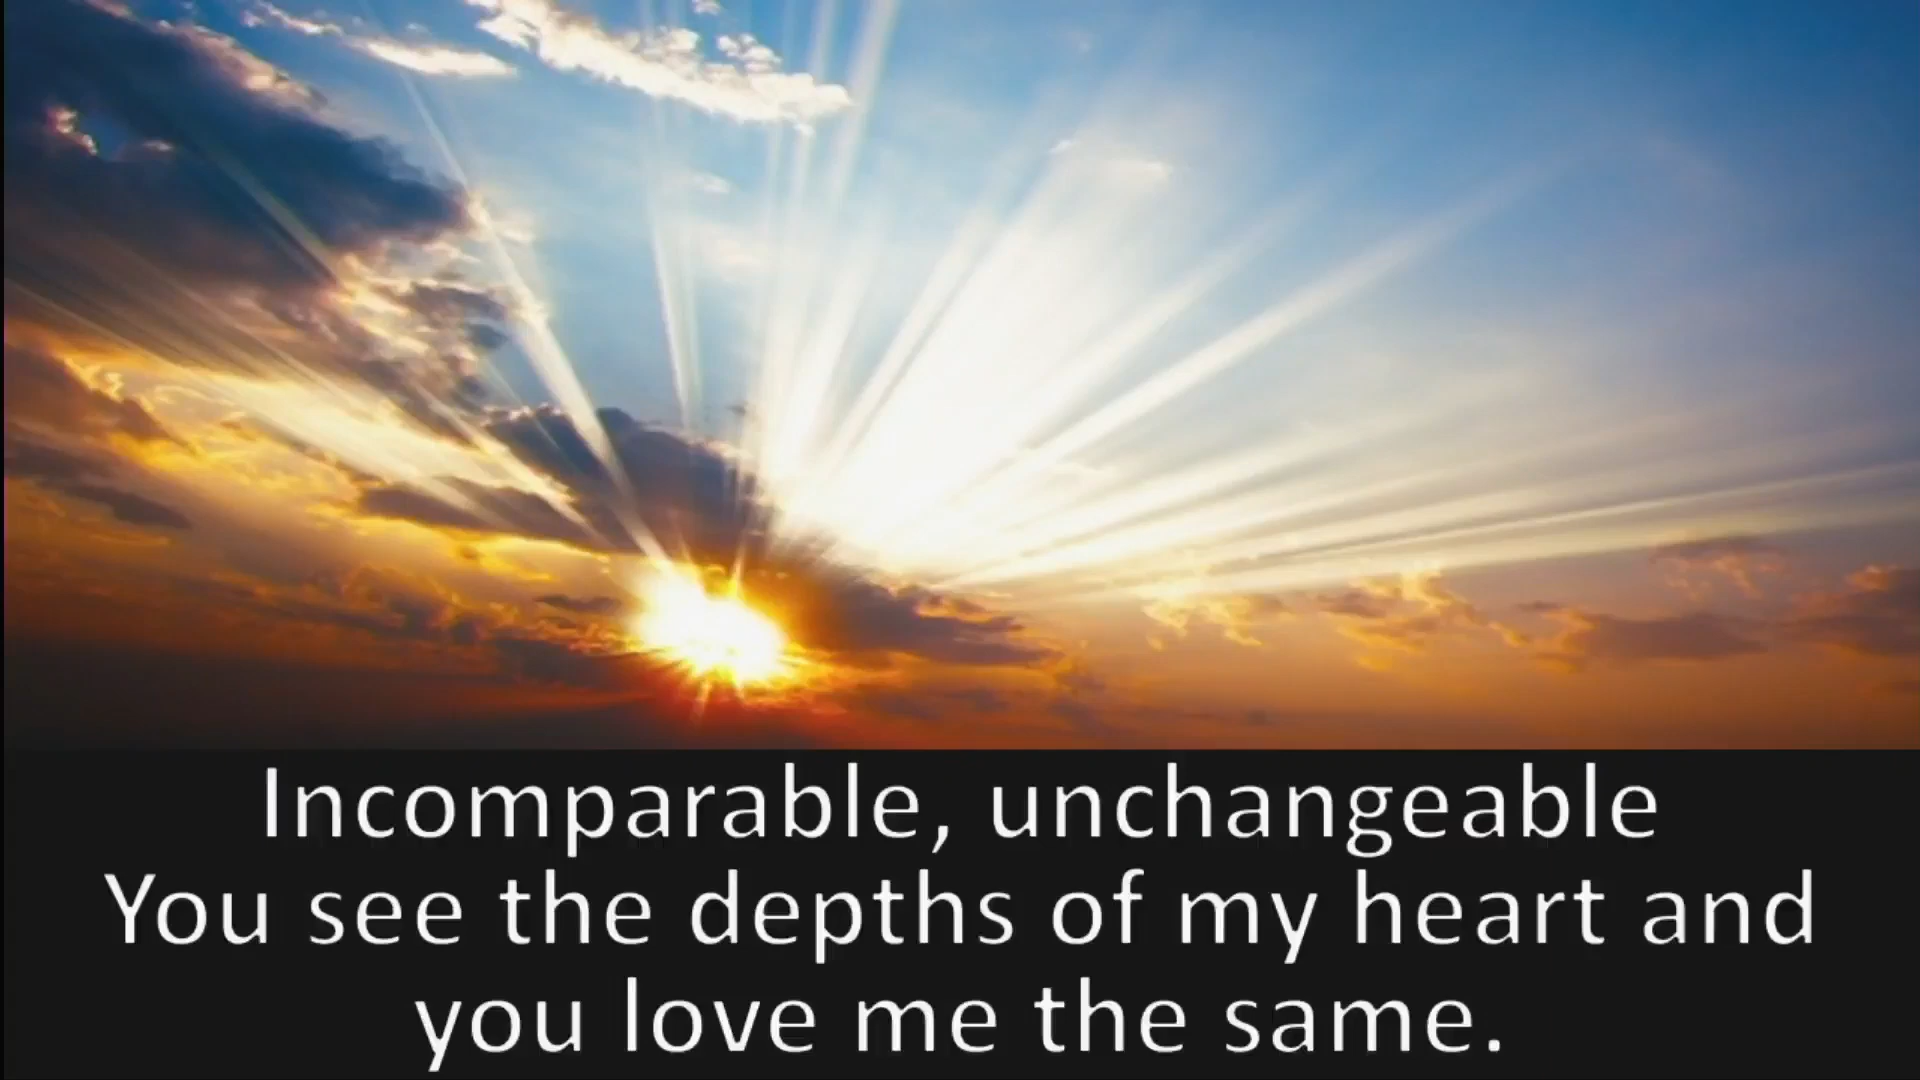 Incomparable, unchangeable
You see the depths of my heart and
you love me the same.